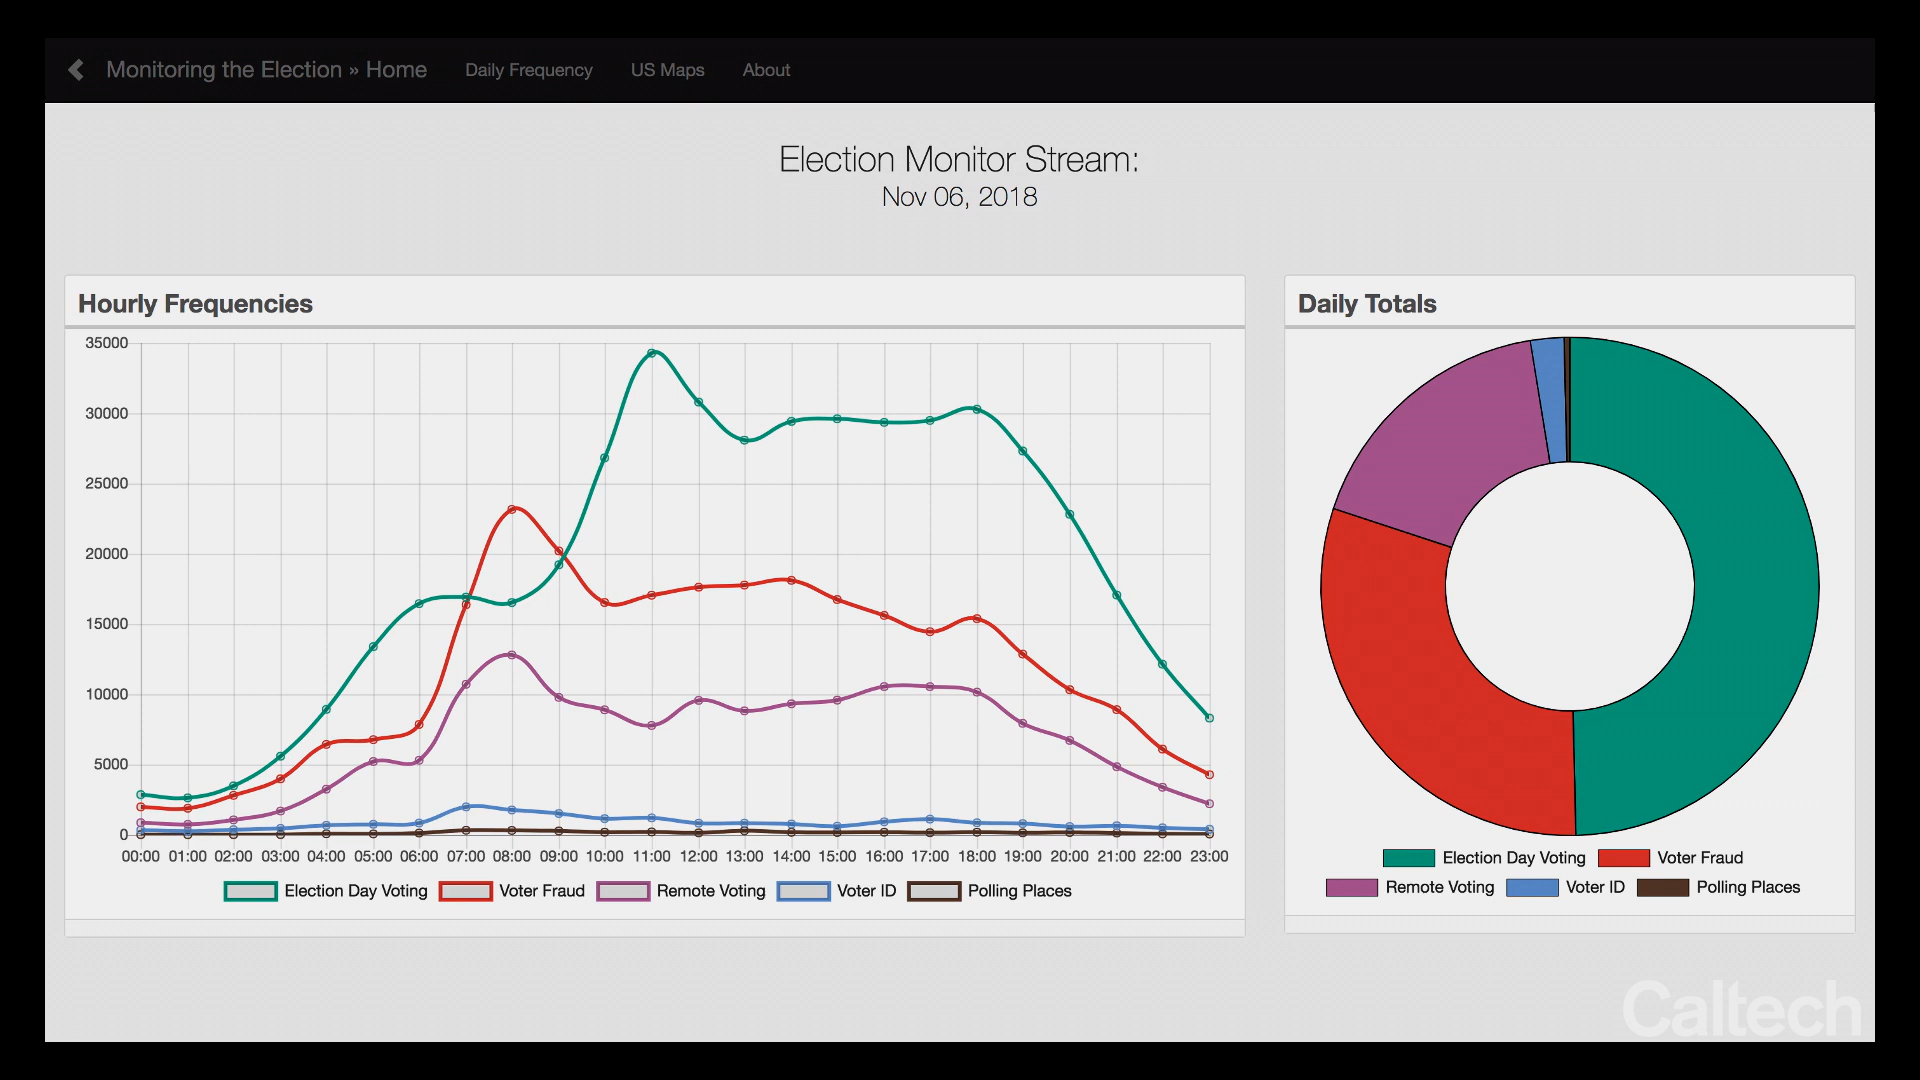 Monitoring the Election » Home Daily Frequency US Maps About
Election Monitor Stream:
Nov 06, 2018
Hourly Frequencies
35000
30000
25000
20000
15000
10000
5000
0
00:00 01:00 02:00 03:00 04:00 05:00 06:00 07:00 08:00 09:00 10:00 11:00 12:00 13:00 14:00 15:00 16:00 17:00 18:00 19:00 20:00 21:00 22:00 23:00
Election Day Voting Voter Fraud Remote Voting Voter ID Polling Places
Daily Totals
Election Day Voting Voter Fraud
Remote Voting Voter ID Polling Places
Caltech